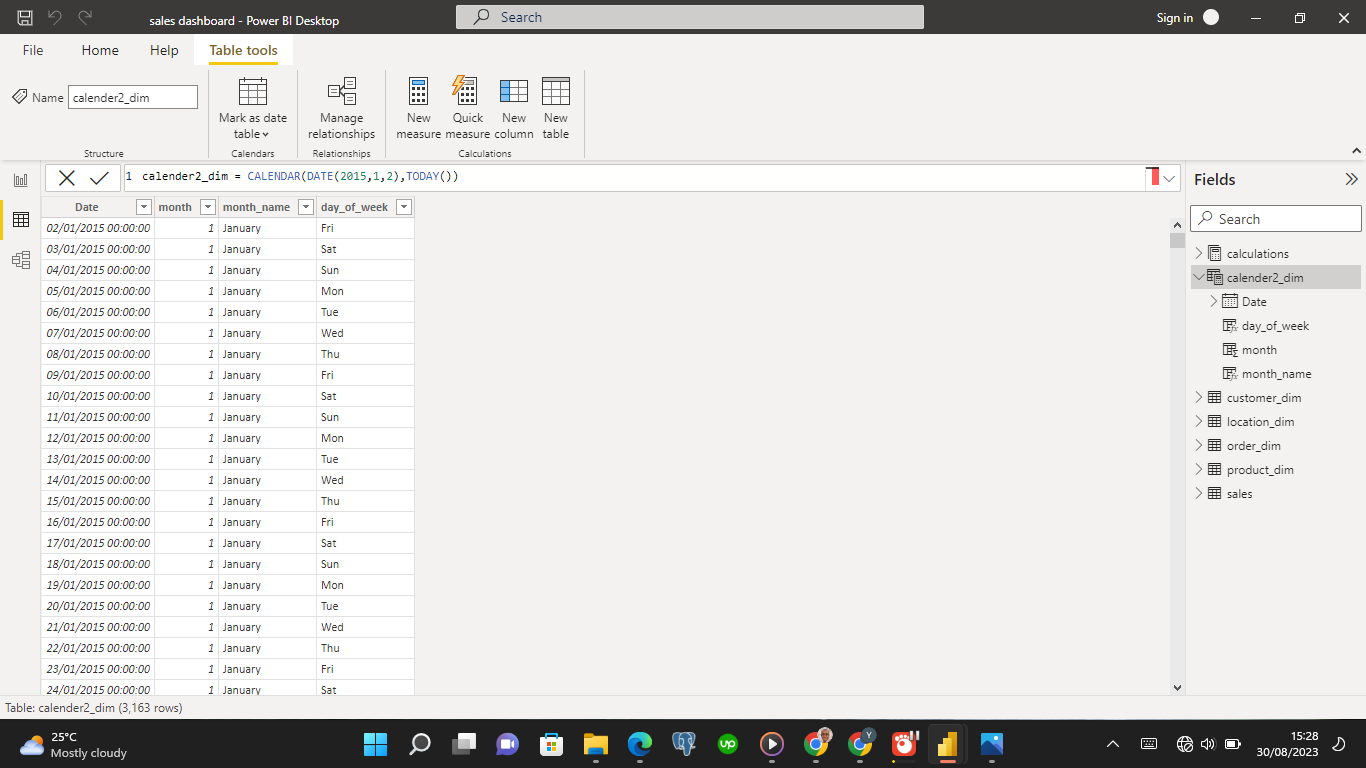 sales dashboard - Power BI Desktop
Search
Sign in
File
Home
Help
Table tools
Name
calender2_dim
Mark as date
table
Manage
relationships
New
measure
Quick
measure
New
column
New
table
Structure
Calendars
Relationships
Calculations
1 calender2_dim = CALENDAR(DATE(2015,1,2),TODAY())
Date month month_name day_of_week
02/01/2015 00:00:00 1 January Fri
03/01/2015 00:00:00 1 January Sat
04/01/2015 00:00:00 1 January Sun
05/01/2015 00:00:00 1 January Mon
06/01/2015 00:00:00 1 January Tue
07/01/2015 00:00:00 1 January Wed
08/01/2015 00:00:00 1 January Thu
09/01/2015 00:00:00 1 January Fri
10/01/2015 00:00:00 1 January Sat
11/01/2015 00:00:00 1 January Sun
12/01/2015 00:00:00 1 January Mon
13/01/2015 00:00:00 1 January Tue
14/01/2015 00:00:00 1 January Wed
15/01/2015 00:00:00 1 January Thu
16/01/2015 00:00:00 1 January Fri
17/01/2015 00:00:00 1 January Sat
18/01/2015 00:00:00 1 January Sun
19/01/2015 00:00:00 1 January Mon
20/01/2015 00:00:00 1 January Tue
21/01/2015 00:00:00 1 January Wed
22/01/2015 00:00:00 1 January Thu
23/01/2015 00:00:00 1 January Fri
24/01/2015 00:00:00 1 January Sat
Fields
Search
calculations
calender2_dim
Date
day_of_week
month
month_name
customer_dim
location_dim
order_dim
product_dim
sales
Table: calender2_dim (3,163 rows)
25°C
Mostly cloudy
up
Y
15:28
30/08/2023